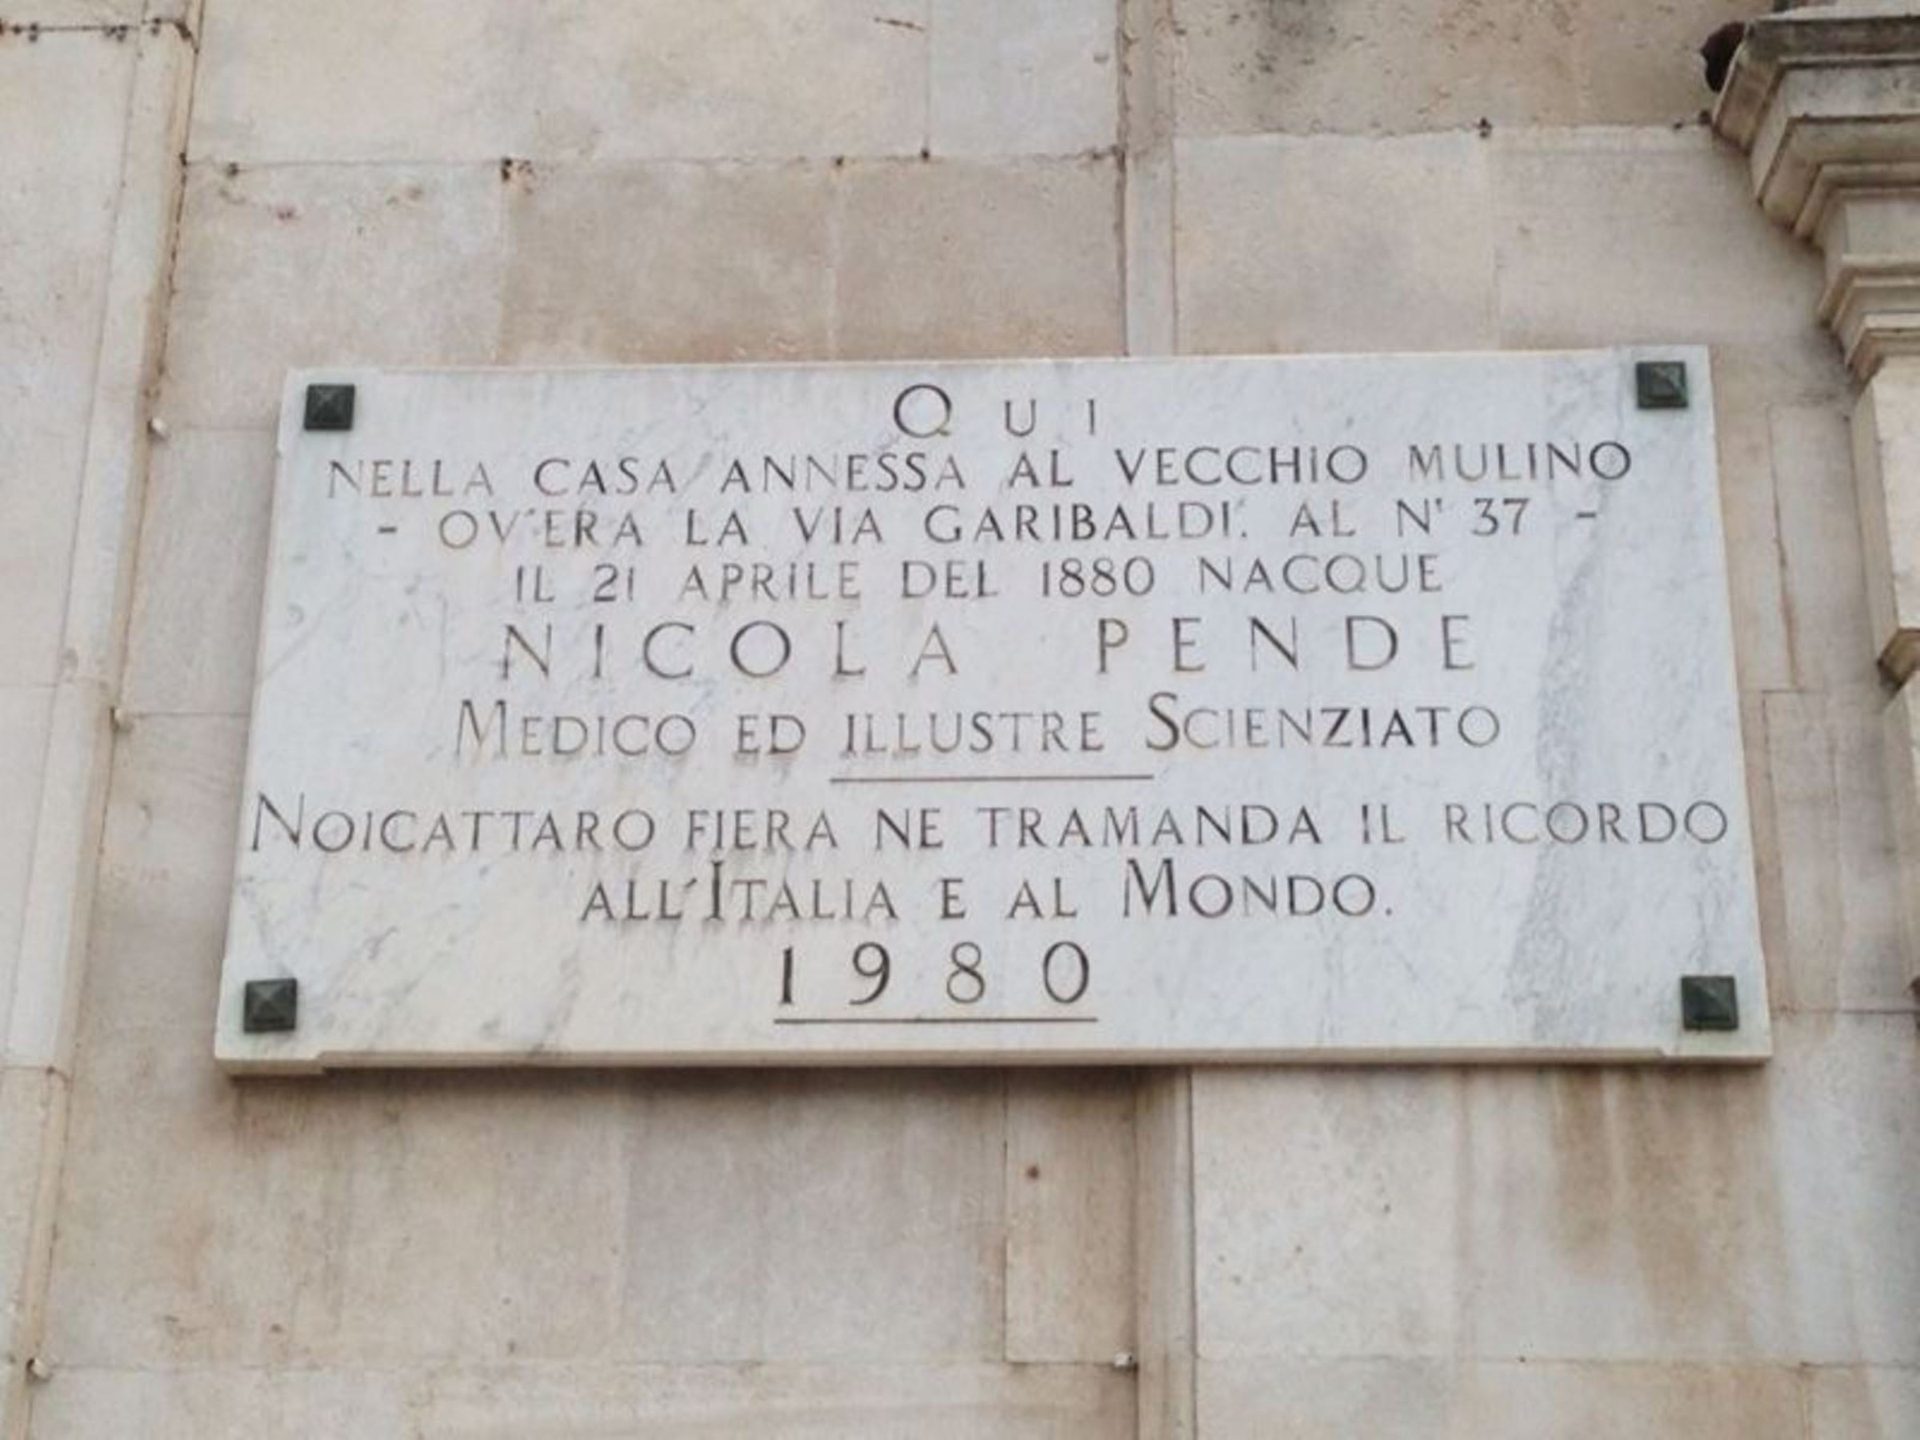 QUI
NELLA CASA ANNESSA AL VECCHIO MULINO
- OV'ERA LA VIA GARIBALDI. AL N' 37 -
IL 21 APRILE DEL 1880 NACQUE
NICOLA PENDE
MEDICO ED ILLUSTRE SCIENZIATO
NOICATTARO FIERA NE TRAMANDA IL RICORDO
ALL'ITALIA E AL MONDO.
1980